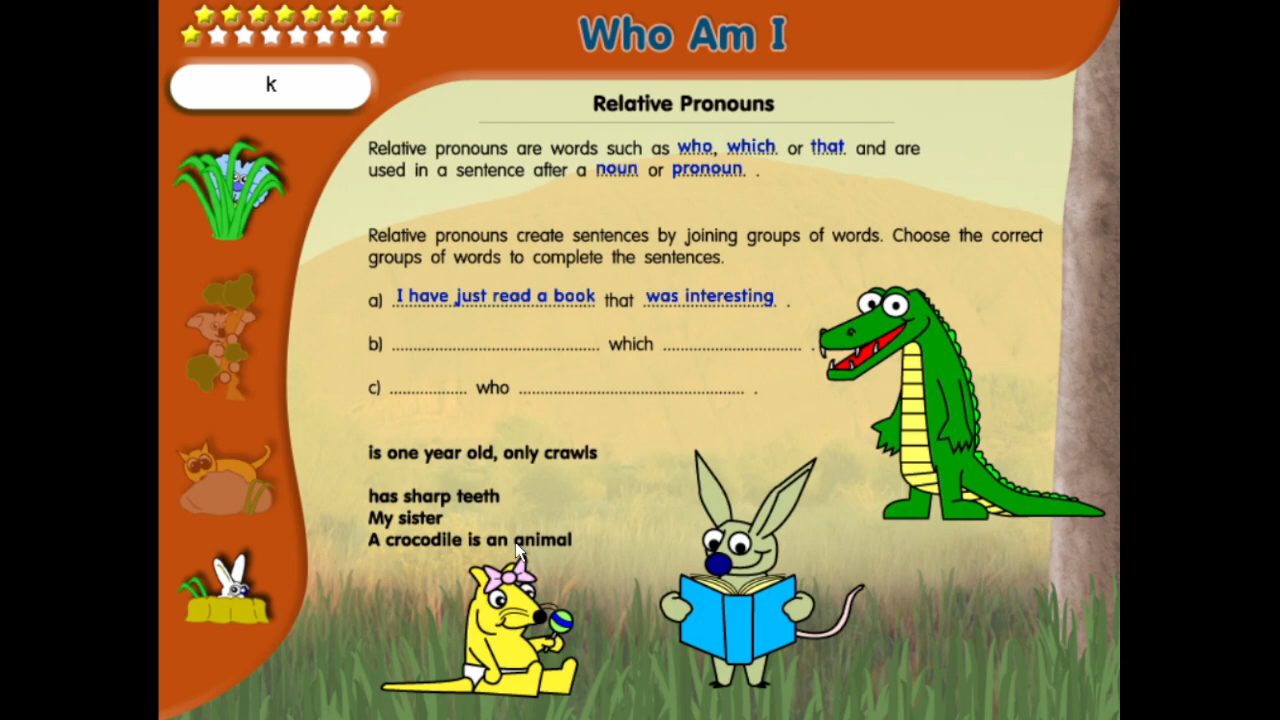 Who Am I
k
Relative Pronouns
Relative pronouns are words such as who, which or that and are
used in a sentence after a noun or pronoun .
Relative pronouns create sentences by joining groups of words. Choose the correct
groups of words to complete the sentences.
a) I have just read a book that was interesting .
b) ........................................ which ........................... .
c) ............... who ........................................... .
is one year old, only crawls
has sharp teeth
My sister
A crocodile is an animal